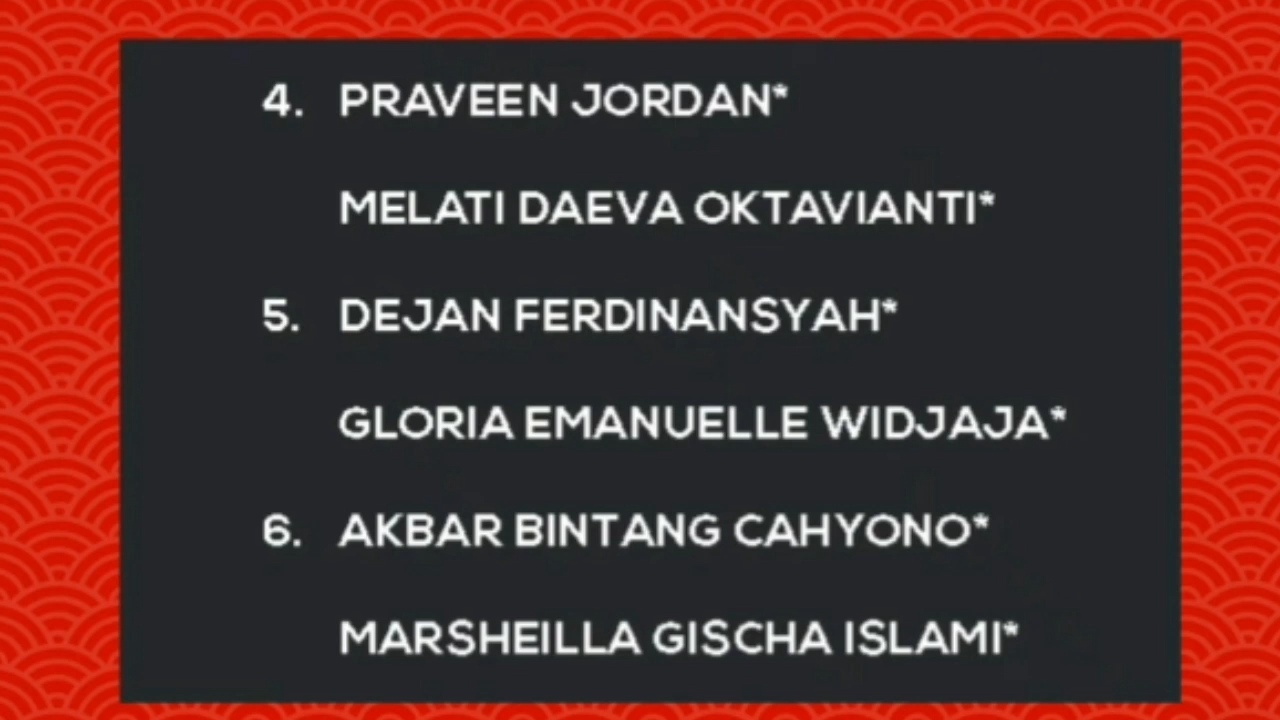 4. PRAVEEN JORDAN*
MELATI DAEVA OKTAVIANTI*
5. DEJAN FERDINANSYAH*
GLORIA EMANUELLE WIDJAJA*
6. AKBAR BINTANG CAHYONO*
MARSHEILLA GISCHA ISLAMI*